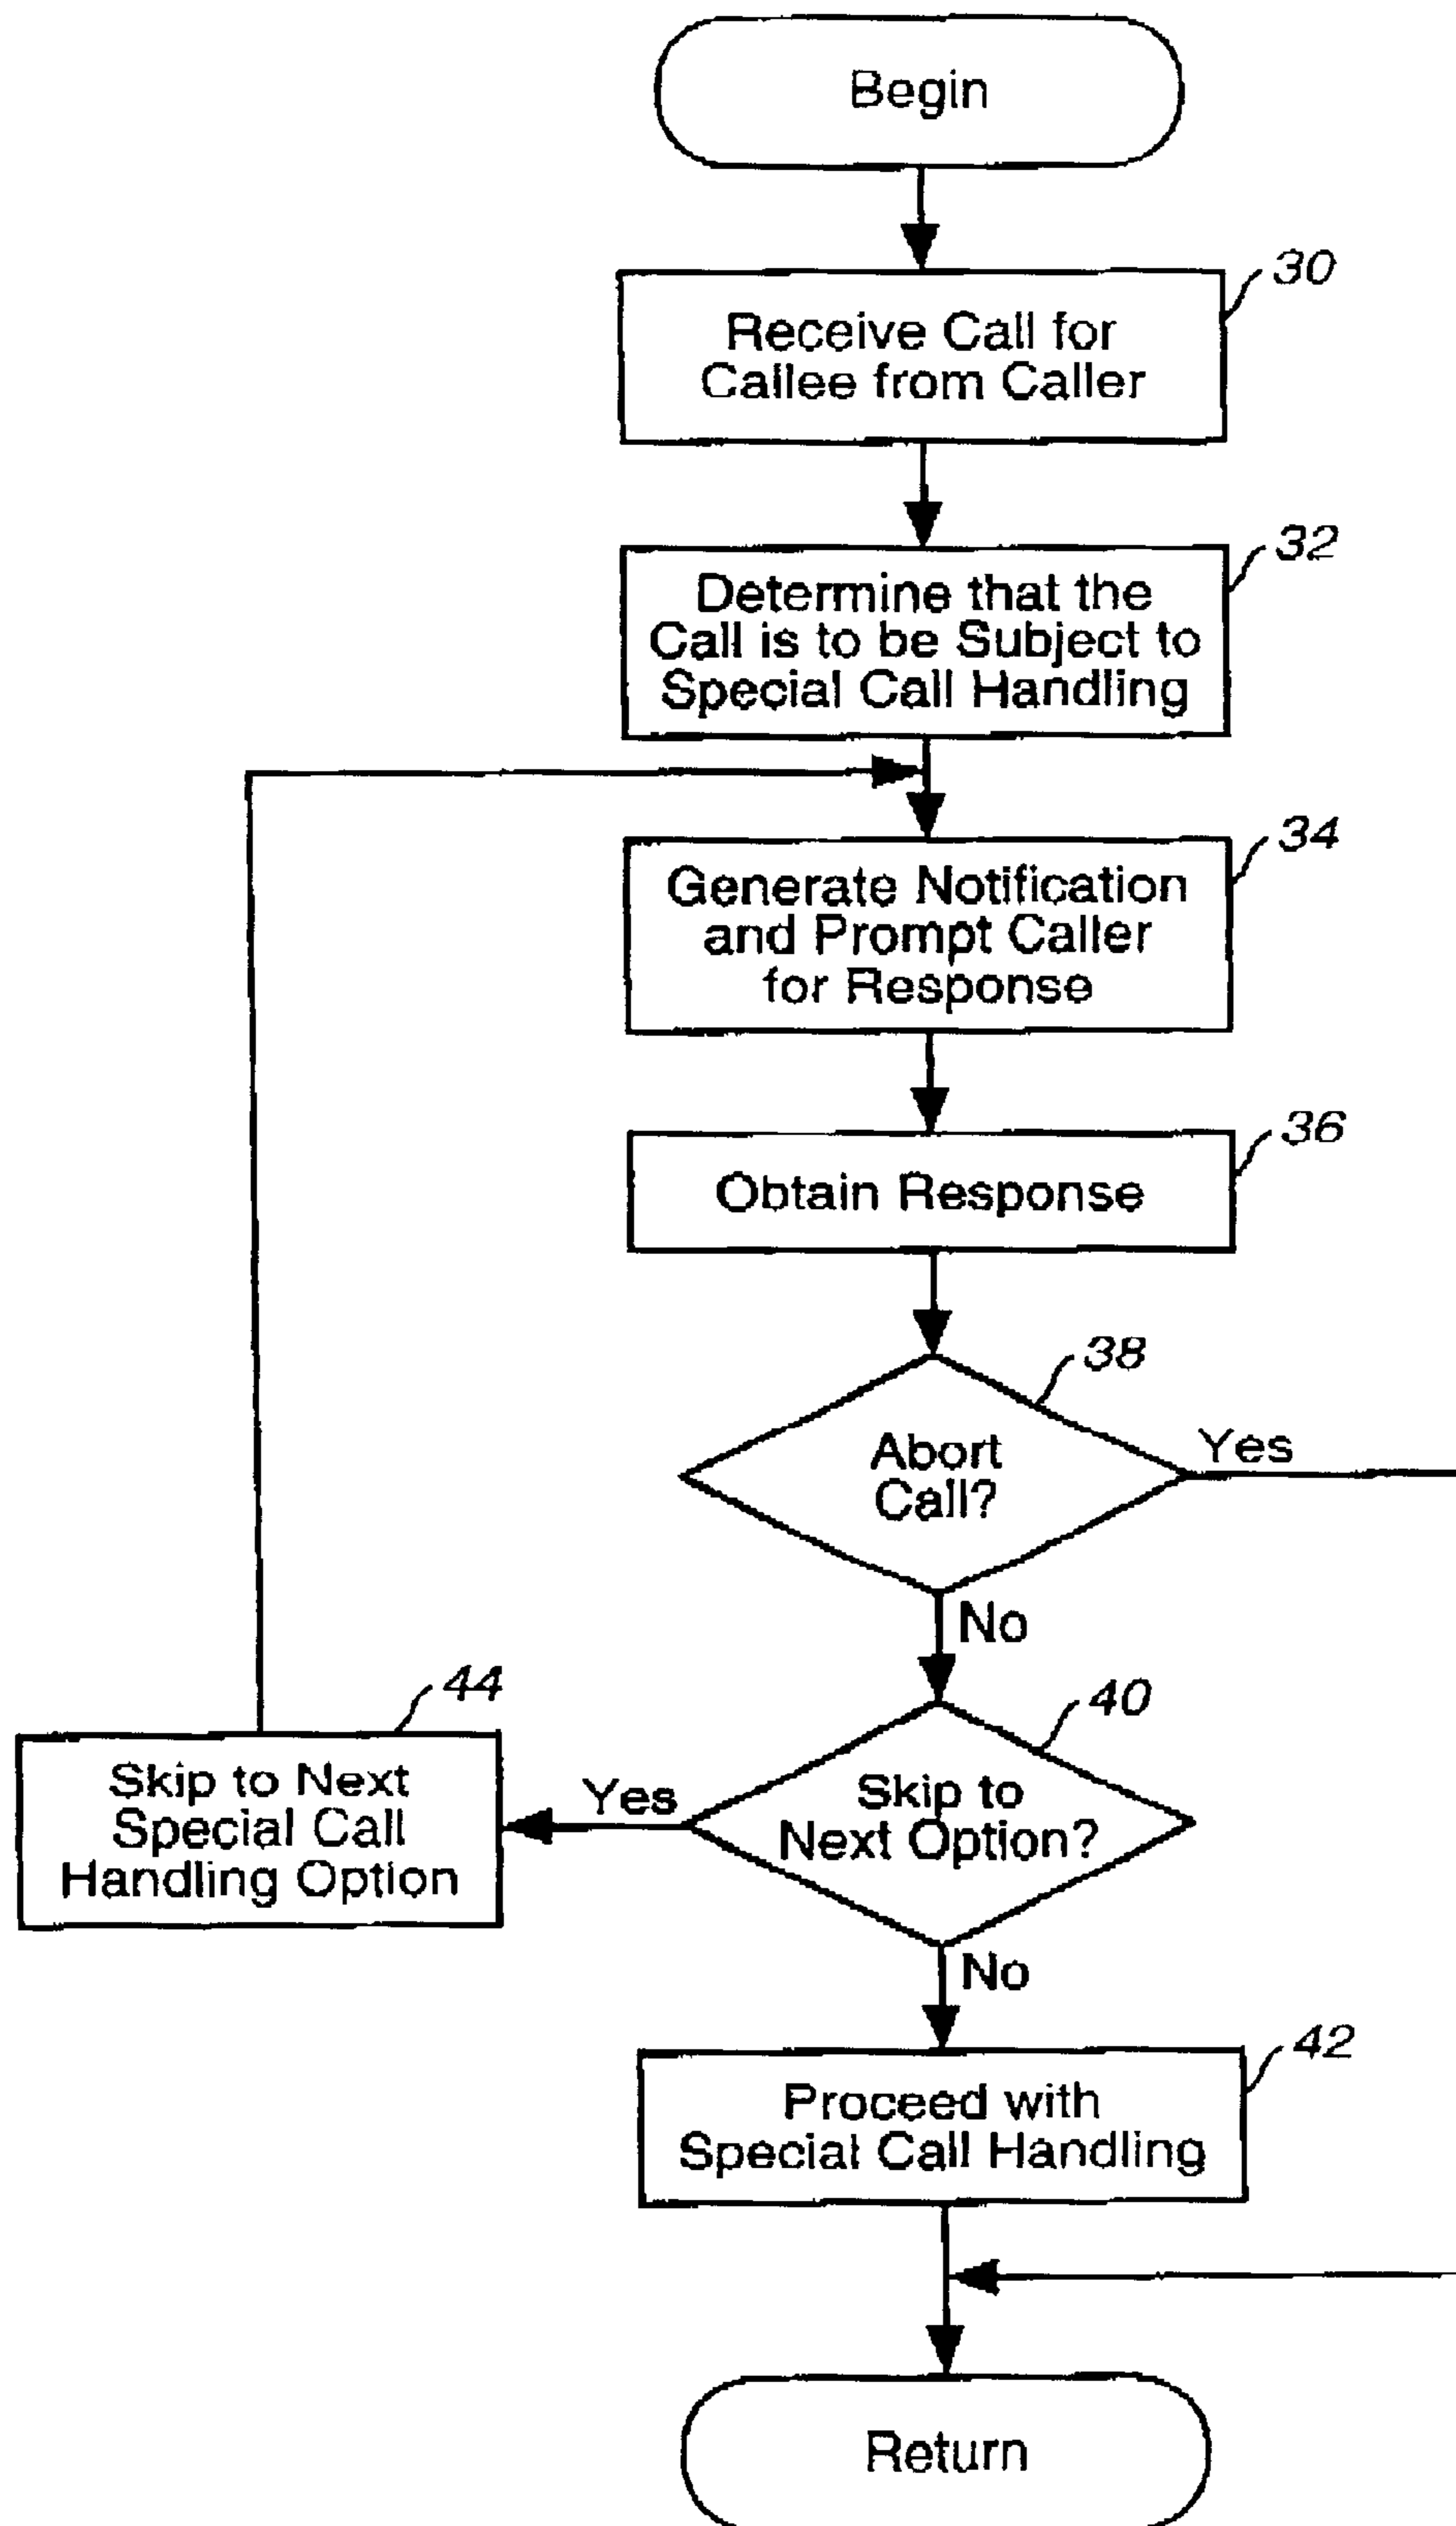 Begin
30
Receive Call for
Callee from Caller
32
Determine that the
Call is to be Subject to
Special Call Handling
34
Generate Notification
and Prompt Caller
for Response
36
Obtain Response
38
Abort
Call?
Yes
No
44
Skip to Next
Special Call
Handling Option
Yes
40
Skip to
Next Option?
No
42
Proceed with
Special Call Handling
Return